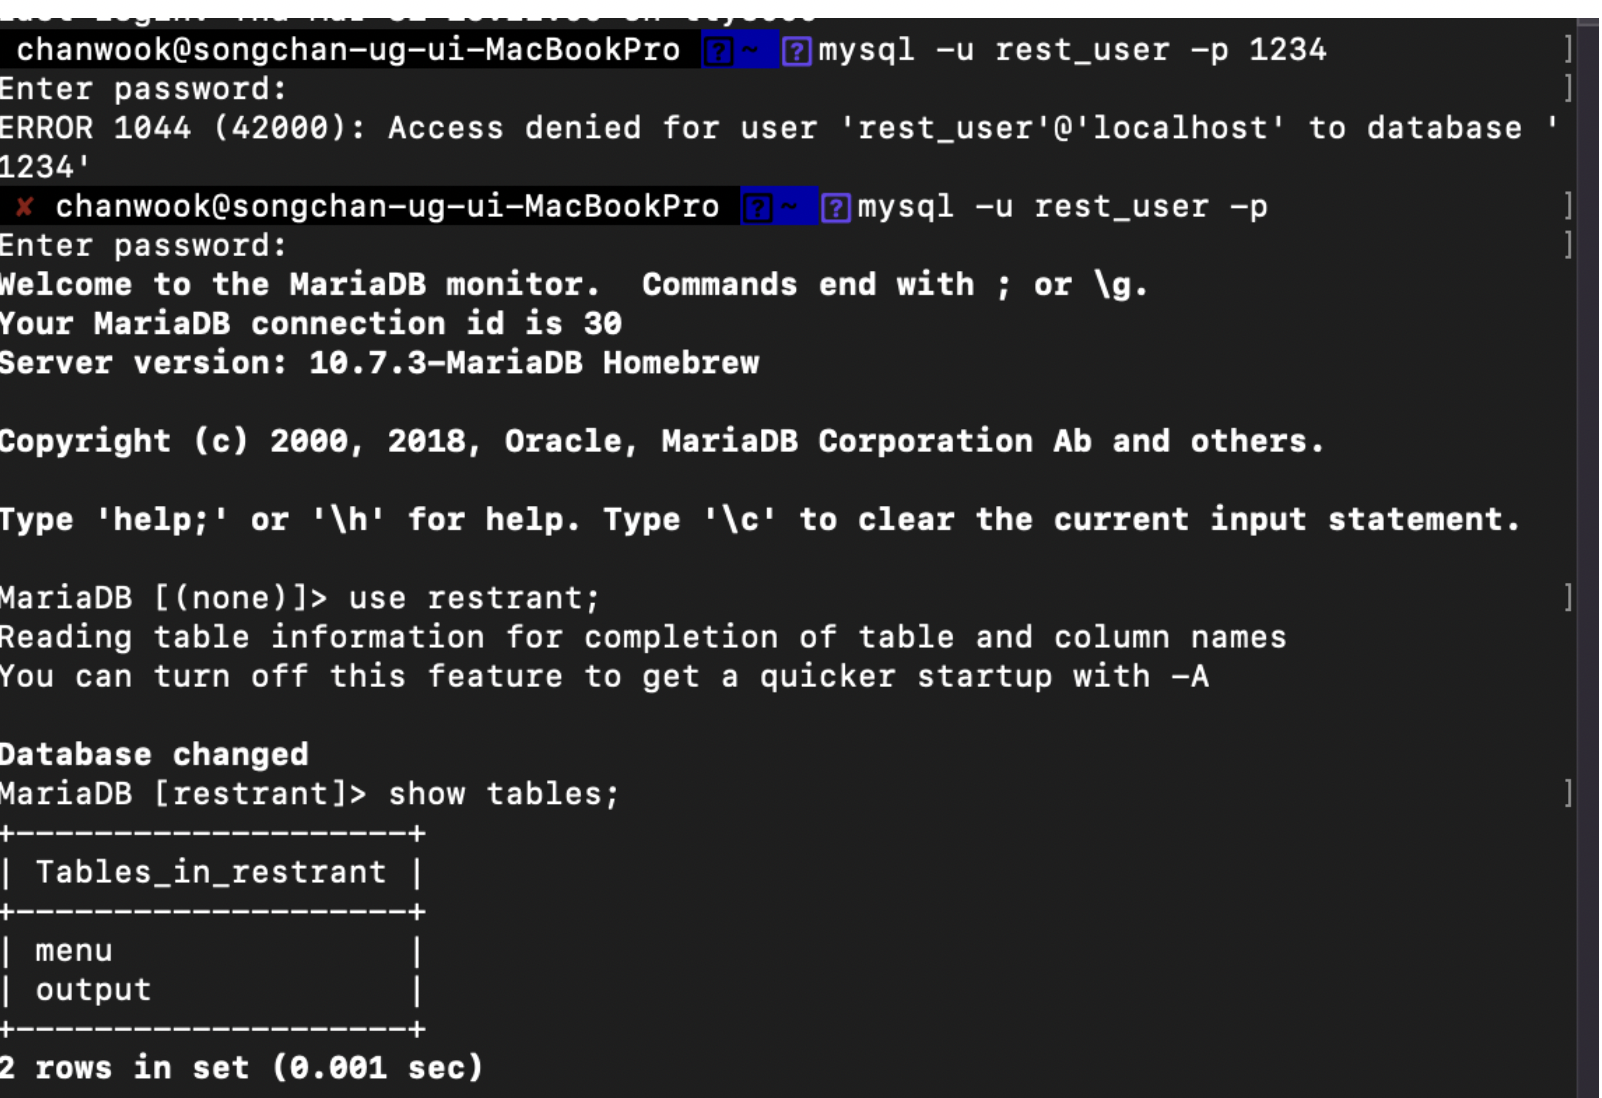 chanwook@songchan-ug-ui-MacBookPro ? ~ ? mysql -u rest_user -p 1234 ]
Enter password: ]
ERROR 1044 (42000): Access denied for user 'rest_user'@'localhost' to database '
1234'
✘ chanwook@songchan-ug-ui-MacBookPro ? ~ ? mysql -u rest_user -p ]
Enter password: ]
Welcome to the MariaDB monitor.  Commands end with ; or \g.
Your MariaDB connection id is 30
Server version: 10.7.3-MariaDB Homebrew
Copyright (c) 2000, 2018, Oracle, MariaDB Corporation Ab and others.
Type 'help;' or '\h' for help. Type '\c' to clear the current input statement.
MariaDB [(none)]> use restrant; ]
Reading table information for completion of table and column names
You can turn off this feature to get a quicker startup with -A
Database changed
MariaDB [restrant]> show tables; ]
+--------------------+
| Tables_in_restrant |
+--------------------+
| menu               |
| output             |
+--------------------+
2 rows in set (0.001 sec)